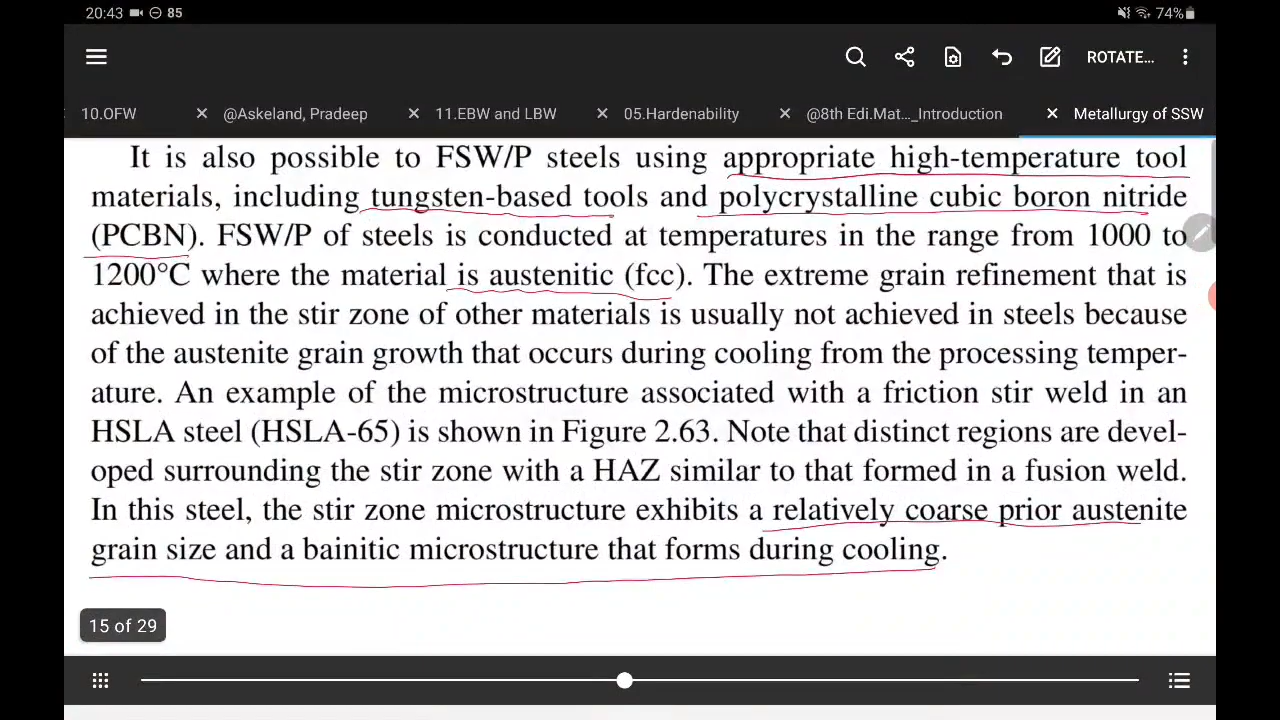 20:43 85 74%
ROTATE...
10.OFW @Askeland, Pradeep 11.EBW and LBW 05.Hardenability @8th Edi.Mat..._Introduction Metallurgy of SSW
It is also possible to FSW/P steels using appropriate high-temperature tool
materials, including tungsten-based tools and polycrystalline cubic boron nitride
(PCBN). FSW/P of steels is conducted at temperatures in the range from 1000 to
1200°C where the material is austenitic (fcc). The extreme grain refinement that is
achieved in the stir zone of other materials is usually not achieved in steels because
of the austenite grain growth that occurs during cooling from the processing temper-
ature. An example of the microstructure associated with a friction stir weld in an
HSLA steel (HSLA-65) is shown in Figure 2.63. Note that distinct regions are devel-
oped surrounding the stir zone with a HAZ similar to that formed in a fusion weld.
In this steel, the stir zone microstructure exhibits a relatively coarse prior austenite
grain size and a bainitic microstructure that forms during cooling.
15 of 29